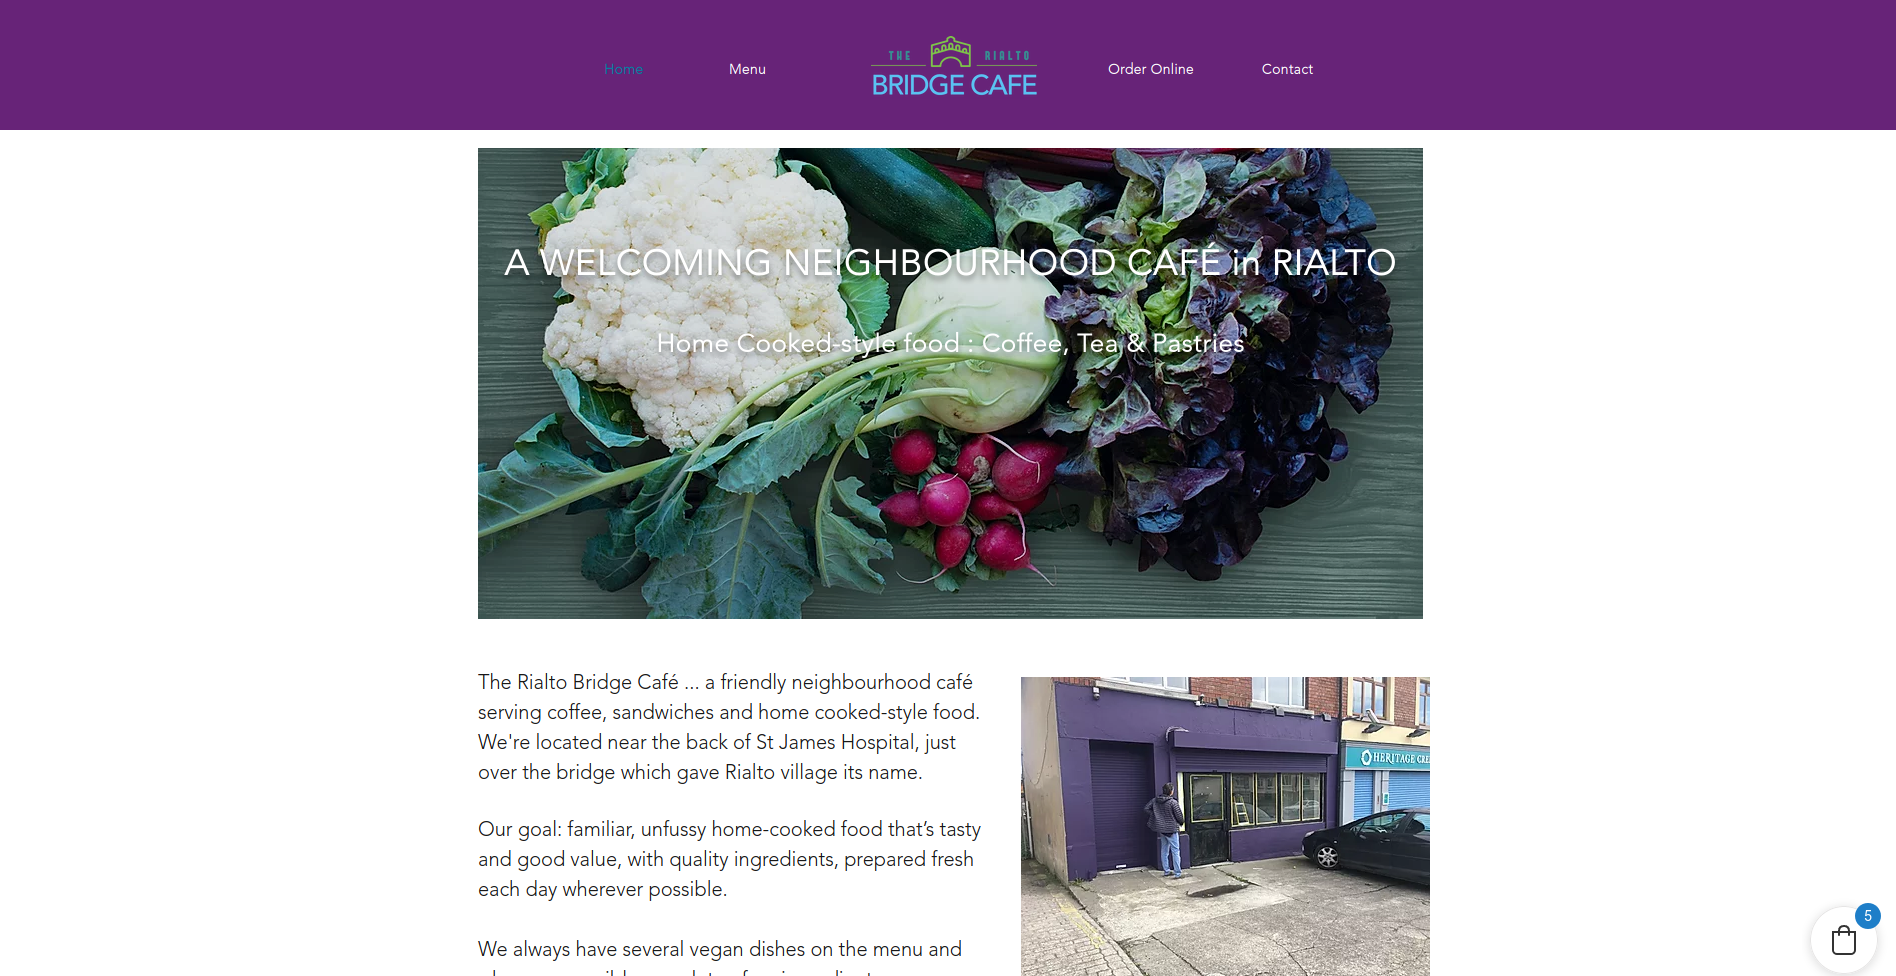 Home
Menu
THE RIALTO
BRIDGE CAFE
Order Online
Contact
A WELCOMING NEIGHBOURHOOD CAFÉ in RIALTO
Home Cooked-style food : Coffee, Tea & Pastries
The Rialto Bridge Café ... a friendly neighbourhood café
serving coffee, sandwiches and home cooked-style food.
We're located near the back of St James Hospital, just
over the bridge which gave Rialto village its name.
Our goal: familiar, unfussy home-cooked food that’s tasty
and good value, with quality ingredients, prepared fresh
each day wherever possible.
We always have several vegan dishes on the menu and
HERITAGE
5